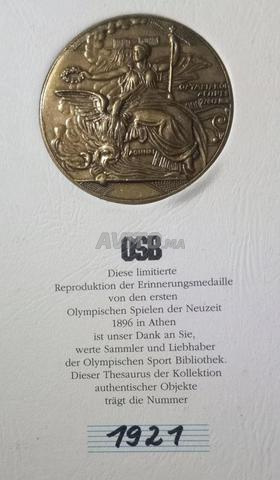 OSB
Diese limitierte
Reproduktion der Erinnerungsmedaille
von den ersten
Olympischen Spielen der Neuzeit
1896 in Athen
ist unser Dank an Sie,
werte Sammler und Liebhaber
der Olympischen Sport Bibliothek.
Dieser Thesaurus der Kollektion
authentischer Objekte
trägt die Nummer
1921